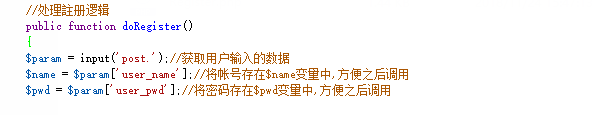 //处理註册逻辑
public function doRegister()
{
$param = input('post.');//获取用户输入的数据
$name = $param['user_name'];//将帐号存在$name变量中,方便之后调用
$pwd = $param['user_pwd'];//将密码存在$pwd变量中,方便之后调用